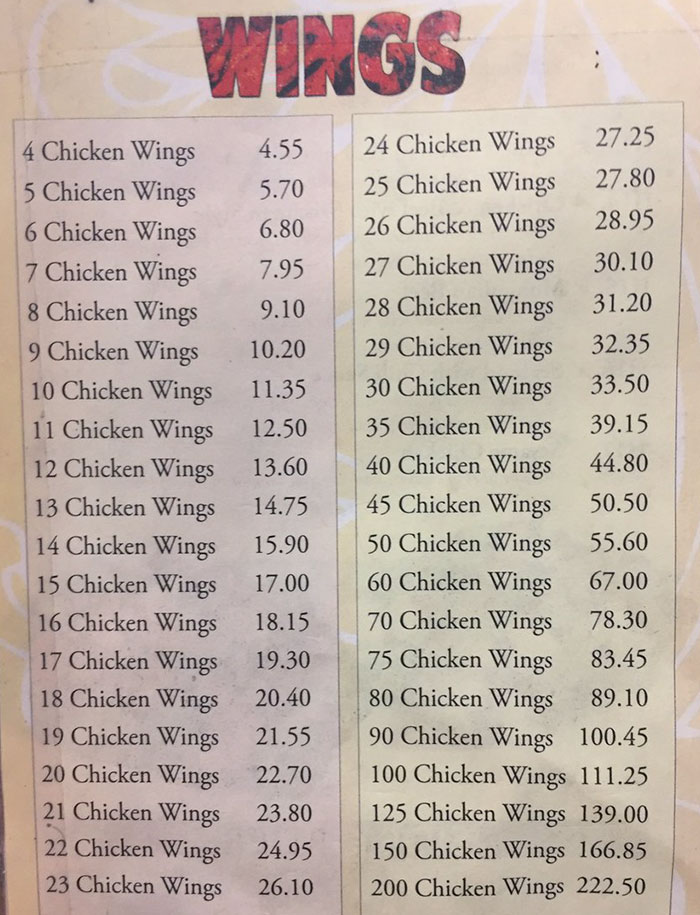 WINGS
4 Chicken Wings 4.55
5 Chicken Wings 5.70
6 Chicken Wings 6.80
7 Chicken Wings 7.95
8 Chicken Wings 9.10
9 Chicken Wings 10.20
10 Chicken Wings 11.35
11 Chicken Wings 12.50
12 Chicken Wings 13.60
13 Chicken Wings 14.75
14 Chicken Wings 15.90
15 Chicken Wings 17.00
16 Chicken Wings 18.15
17 Chicken Wings 19.30
18 Chicken Wings 20.40
19 Chicken Wings 21.55
20 Chicken Wings 22.70
21 Chicken Wings 23.80
22 Chicken Wings 24.95
23 Chicken Wings 26.10
24 Chicken Wings 27.25
25 Chicken Wings 27.80
26 Chicken Wings 28.95
27 Chicken Wings 30.10
28 Chicken Wings 31.20
29 Chicken Wings 32.35
30 Chicken Wings 33.50
35 Chicken Wings 39.15
40 Chicken Wings 44.80
45 Chicken Wings 50.50
50 Chicken Wings 55.60
60 Chicken Wings 67.00
70 Chicken Wings 78.30
75 Chicken Wings 83.45
80 Chicken Wings 89.10
90 Chicken Wings 100.45
100 Chicken Wings 111.25
125 Chicken Wings 139.00
150 Chicken Wings 166.85
200 Chicken Wings 222.50